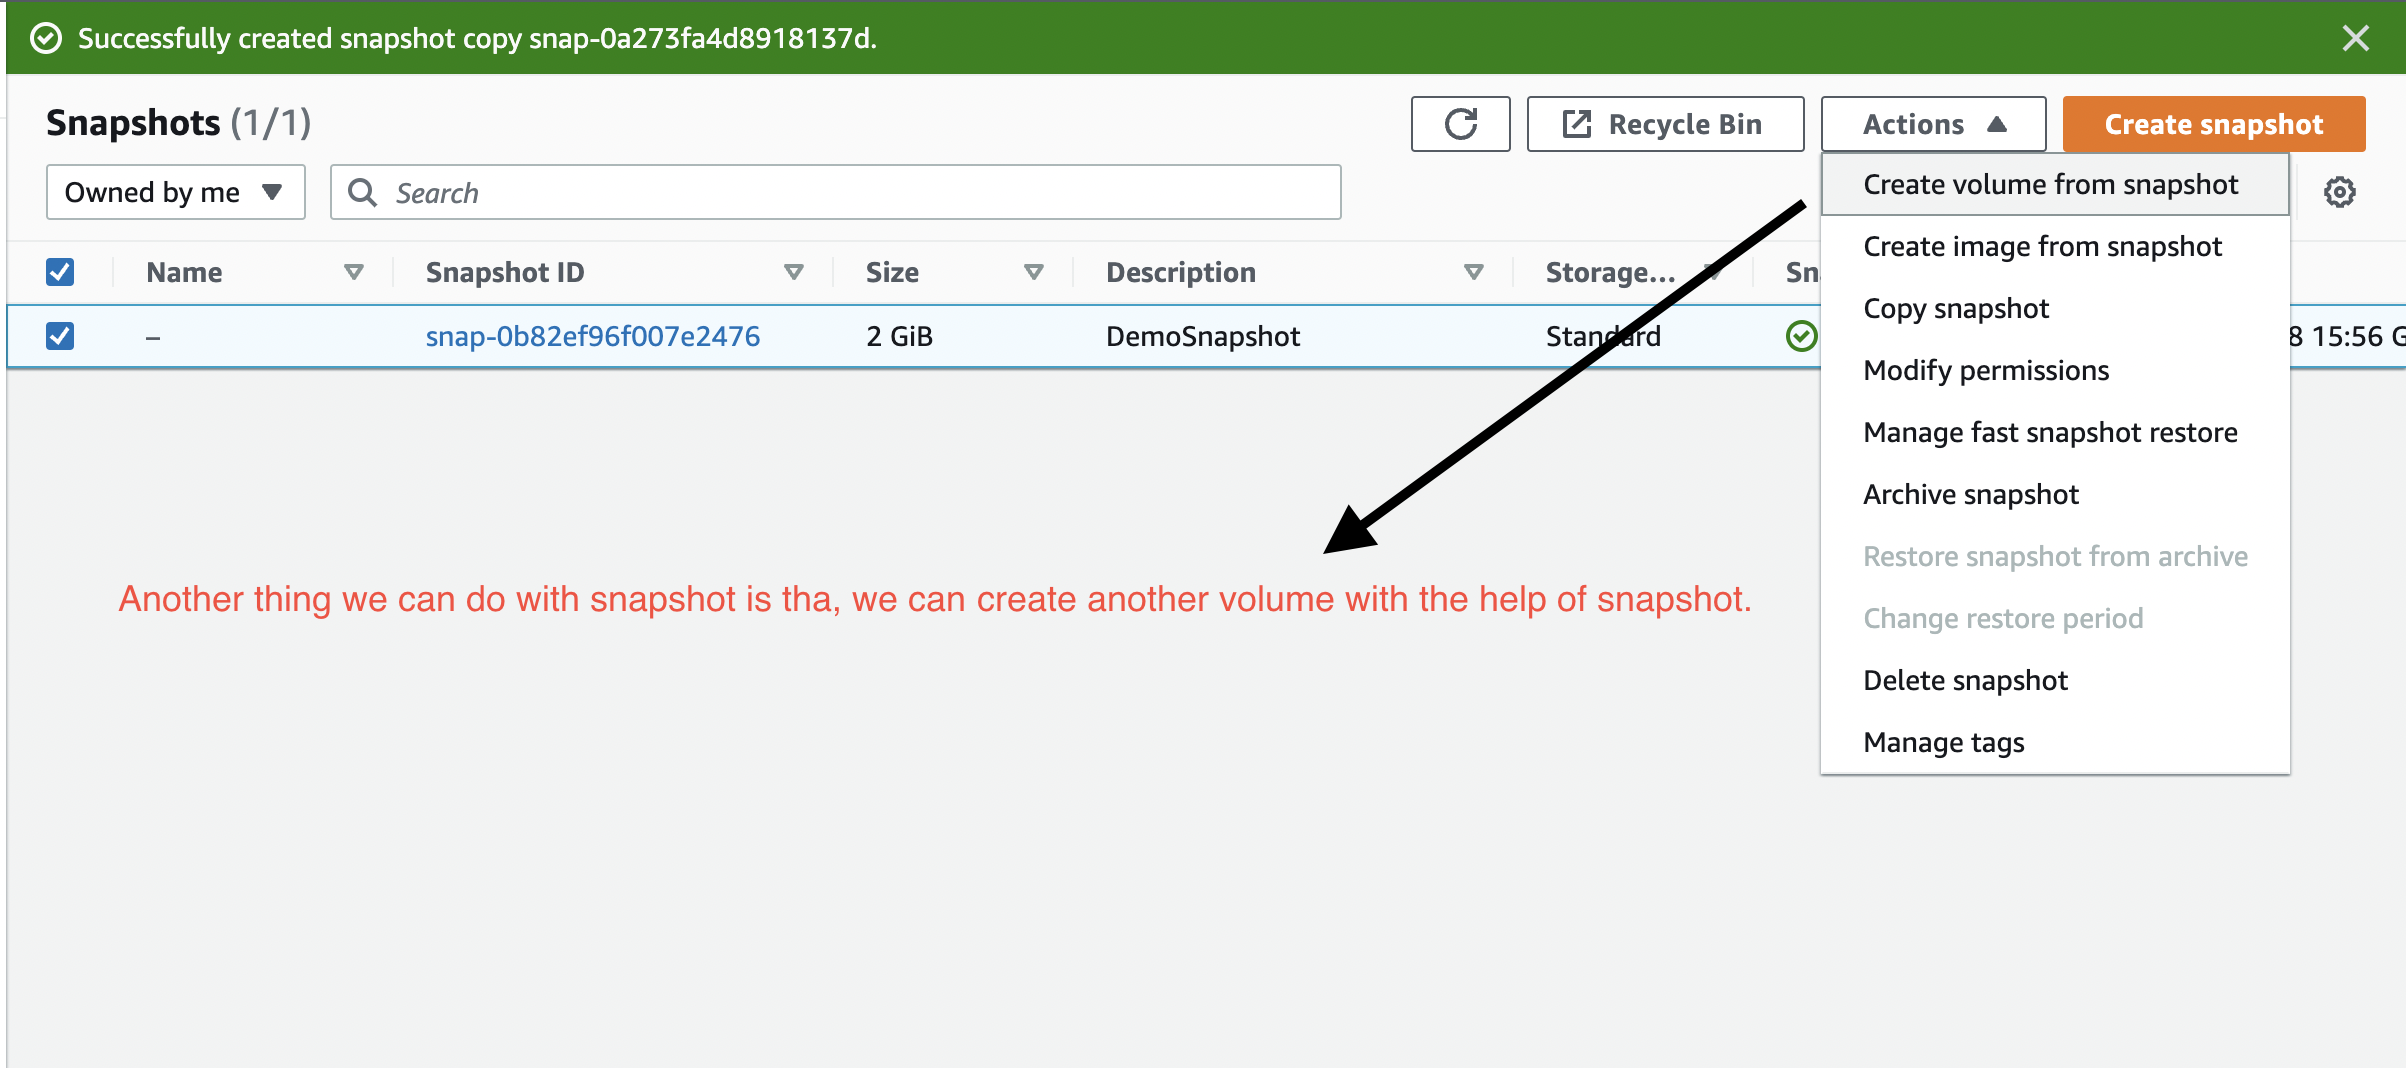 Successfully created snapshot copy snap-0a273fa4d8918137d.
Snapshots (1/1)
Recycle Bin
Actions
Create snapshot
Owned by me
Search
Create volume from snapshot
Create image from snapshot
Copy snapshot
Modify permissions
Manage fast snapshot restore
Archive snapshot
Restore snapshot from archive
Change restore period
Delete snapshot
Manage tags
Name Snapshot ID Size Description Storage... Sn
– snap-0b82ef96f007e2476 2 GiB DemoSnapshot Standard 8 15:56 G
Another thing we can do with snapshot is tha, we can create another volume with the help of snapshot.